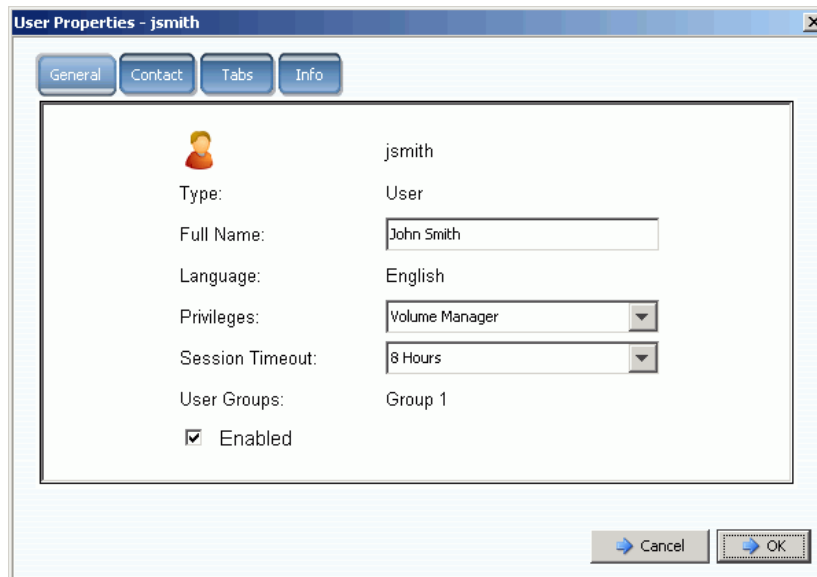 User Properties - jsmith
General Contact Tabs Info
jsmith
Type: User
Full Name: John Smith
Language: English
Privileges: Volume Manager
Session Timeout: 8 Hours
User Groups: Group 1
Enabled
Cancel OK